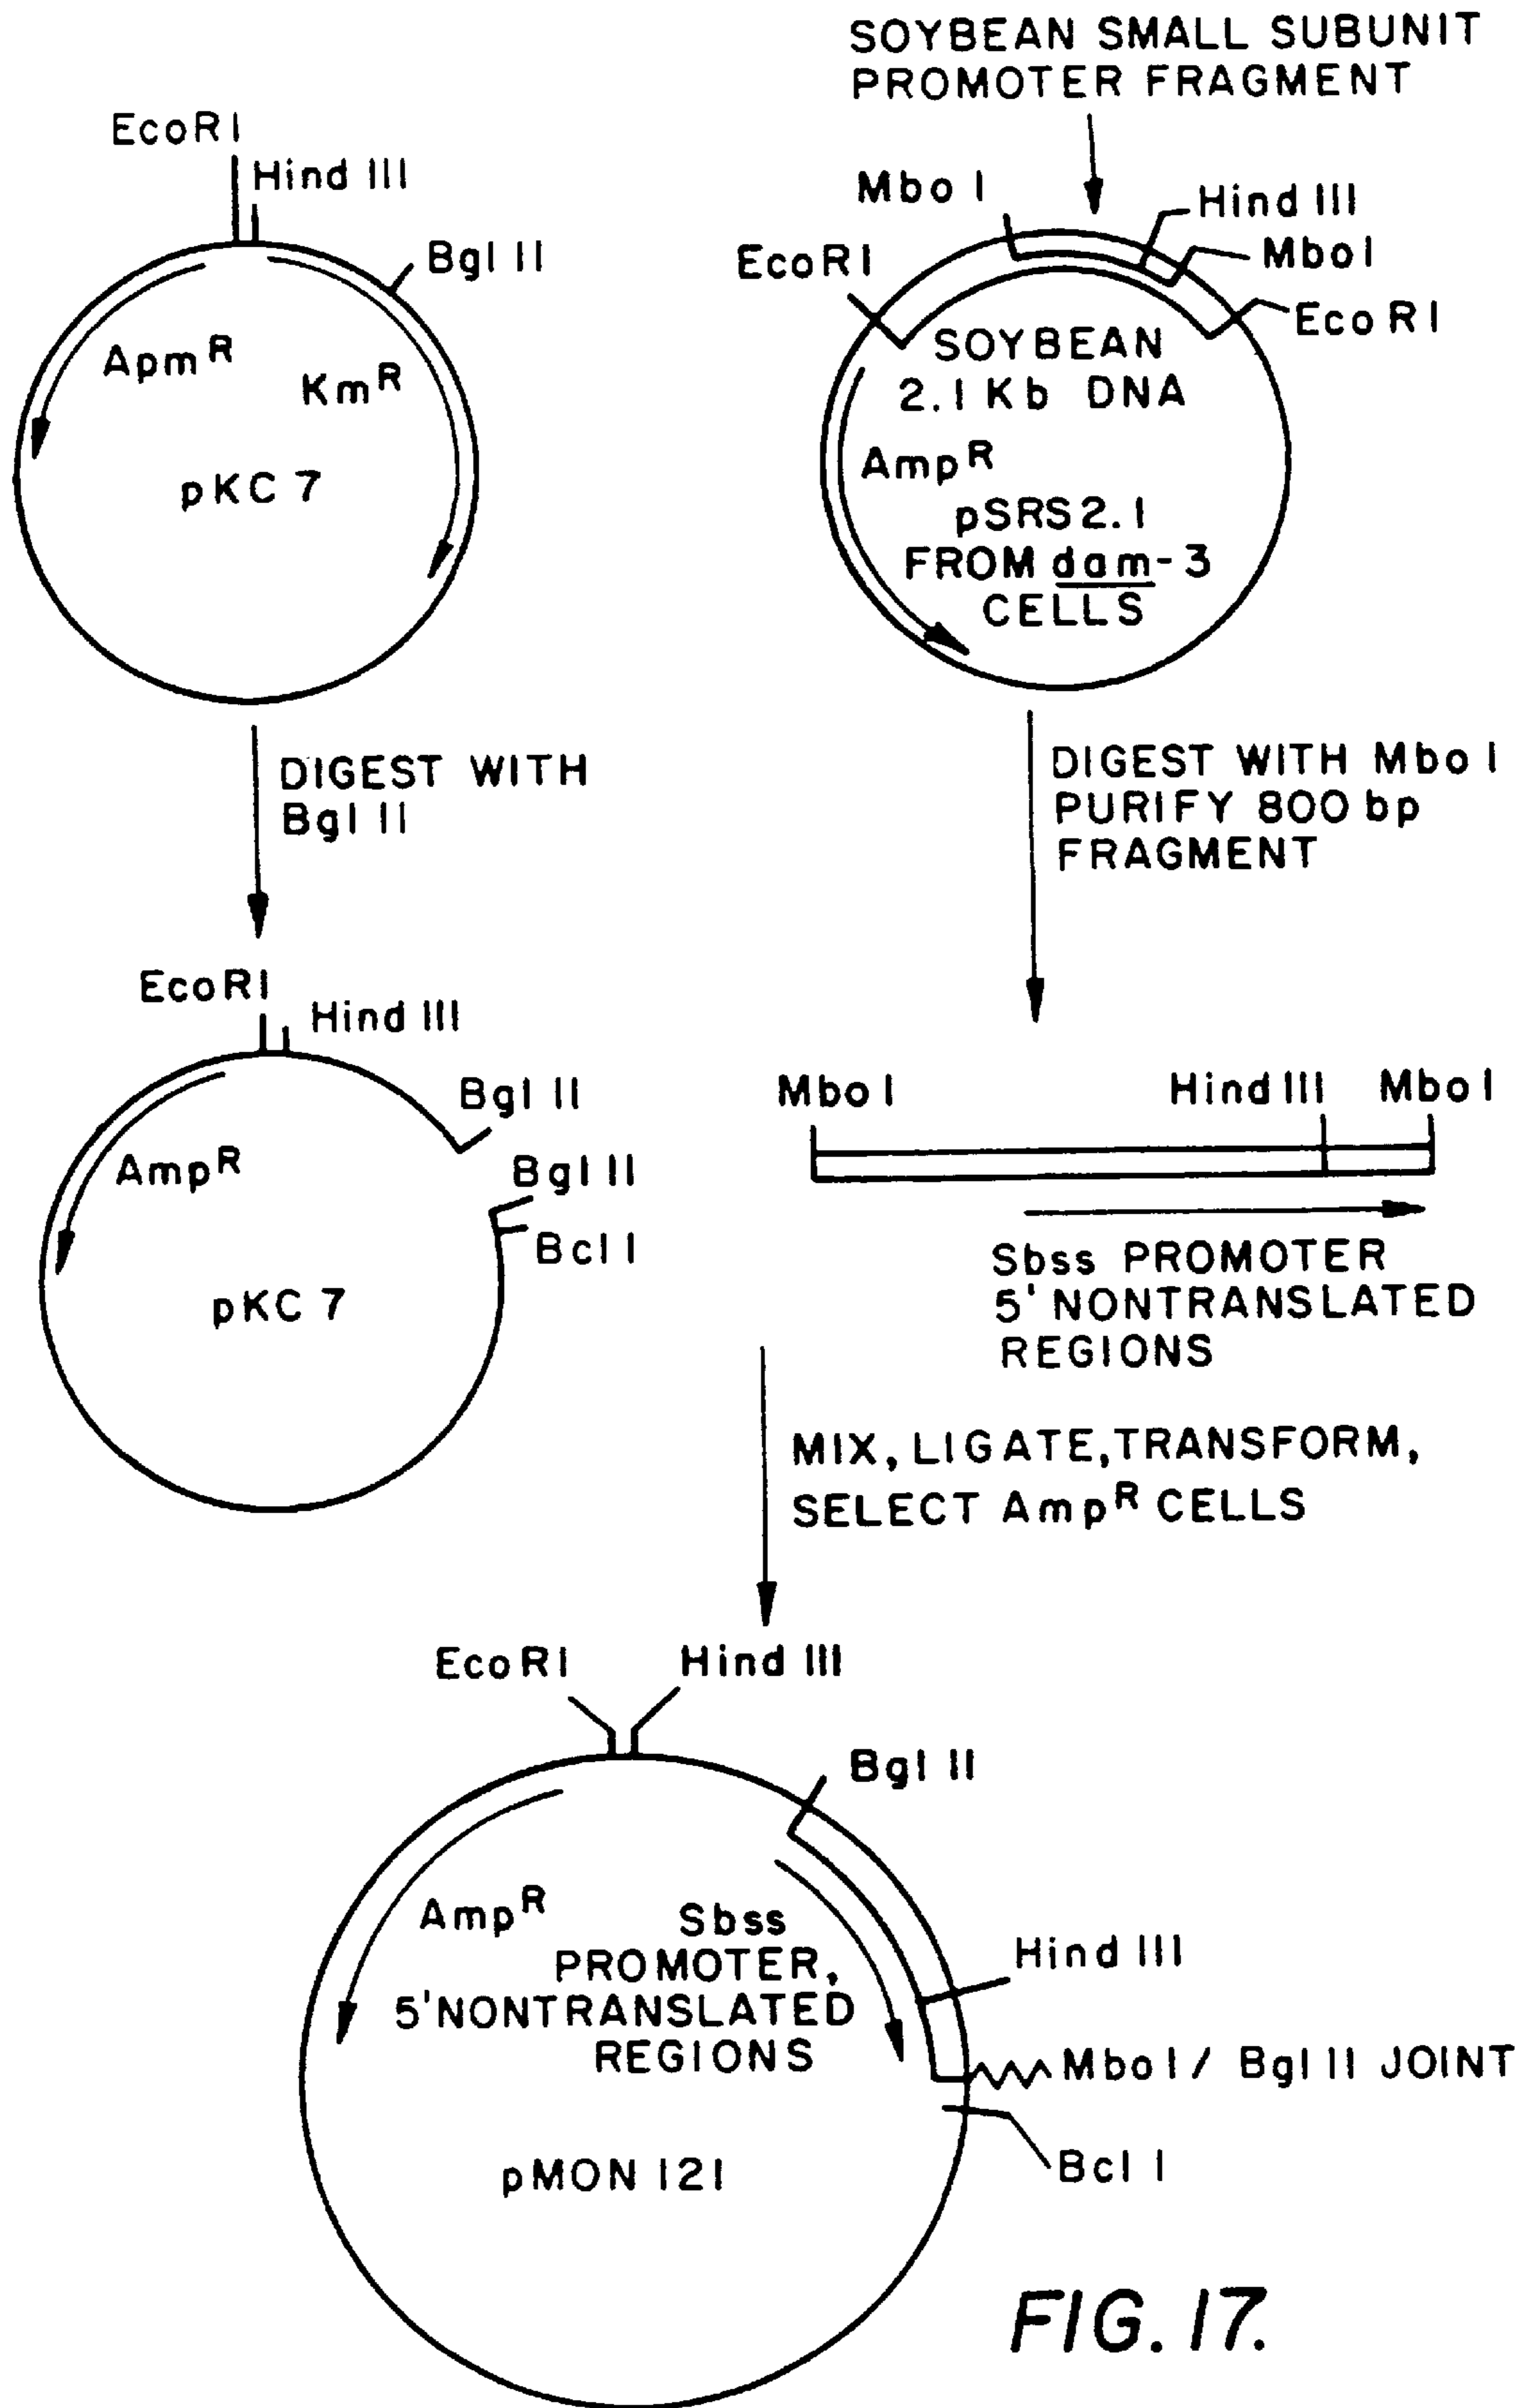 SOYBEAN SMALL SUBUNIT
PROMOTER FRAGMENT
EcoRI
Hind III
Bgl II
Apm^R
Km^R
pKC 7
Mbo I
Hind III
Mbo I
EcoRI
Eco RI
SOYBEAN
2.1 Kb DNA
Amp^R
pSRS2.1
FROM dam-3
CELLS
DIGEST WITH
Bgl II
DIGEST WITH Mbo I
PURIFY 800 bp
FRAGMENT
EcoRI
Hind III
Bgl II
Bgl II
Bcl I
Amp^R
pKC 7
Mbo I
Hind III
Mbo I
Sbss PROMOTER
5' NONTRANSLATED
REGIONS
MIX, LIGATE, TRANSFORM,
SELECT Amp^R CELLS
EcoRI
Hind III
Bgl II
Amp^R
Sbss
PROMOTER,
5' NONTRANSLATED
REGIONS
Hind III
Mbo I / Bgl II JOINT
Bcl I
pMON 121
FIG. 17.